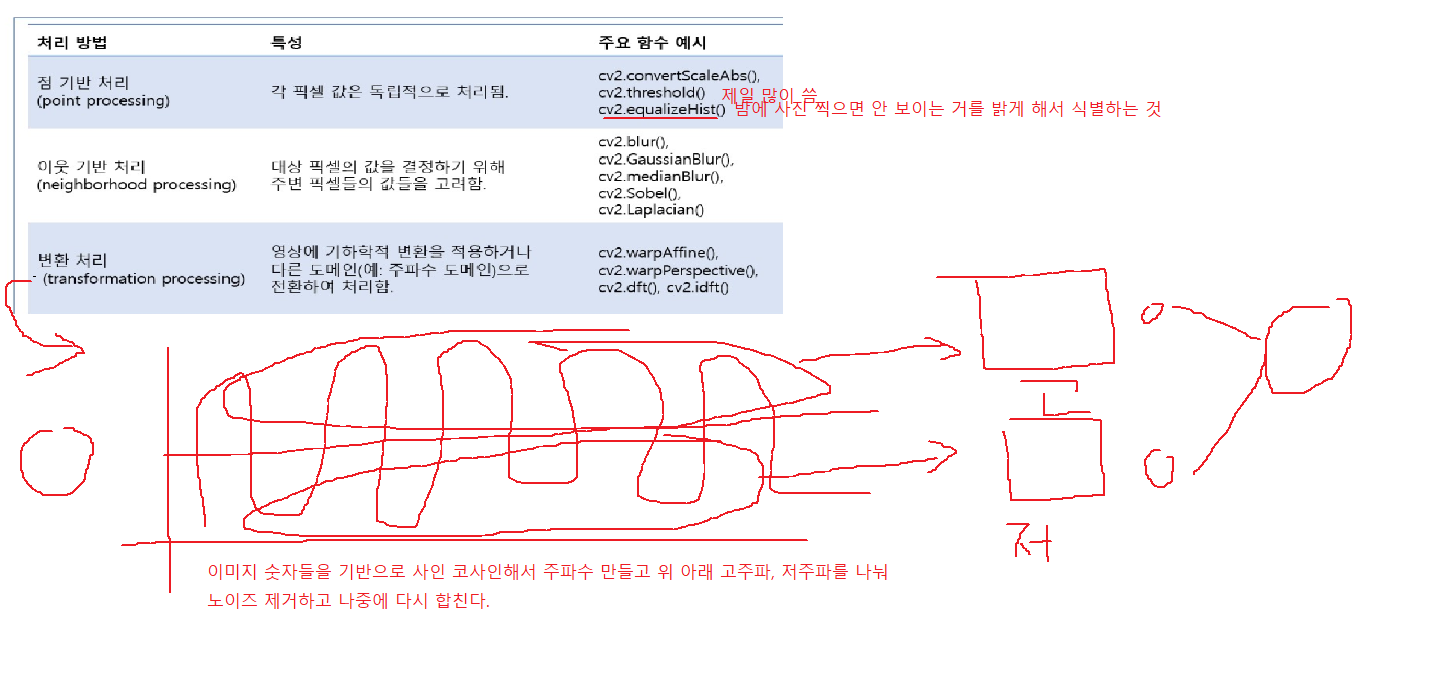 처리 방법 특성 주요 함수 예시
점 기반 처리
(point processing)
각 픽셀 값은 독립적으로 처리됨.
cv2.convertScaleAbs(),
cv2.threshold() 제일 많이 씀
cv2.equalizeHist() 밤에 사진 찍으면 안 보이는 거를 밝게 해서 식별하는 것
이웃 기반 처리
(neighborhood processing)
대상 픽셀의 값을 결정하기 위해
주변 픽셀들의 값들을 고려함.
cv2.blur(),
cv2.GaussianBlur(),
cv2.medianBlur(),
cv2.Sobel(),
cv2.Laplacian()
변환 처리
(transformation processing)
영상에 기하학적 변환을 적용하거나
다른 도메인(예: 주파수 도메인)으로
전환하여 처리함.
cv2.warpAffine(),
cv2.warpPerspective(),
cv2.dft(), cv2.idft()
고
저
이미지 숫자들을 기반으로 사인 코사인해서 주파수 만들고 위 아래 고주파, 저주파를 나눠
노이즈 제거하고 나중에 다시 합친다.